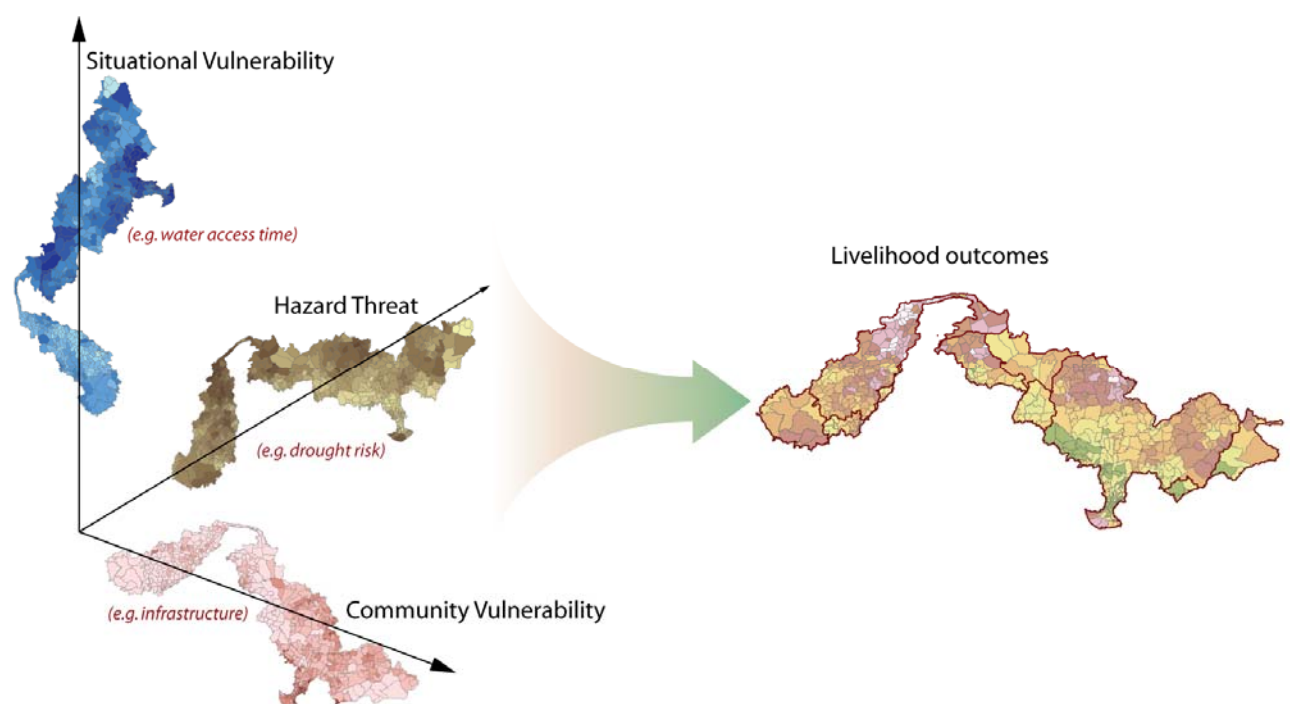 Situational Vulnerability
(e.g. water access time)
Hazard Threat
(e.g. drought risk)
(e.g. infrastructure)
Community Vulnerability
Livelihood outcomes